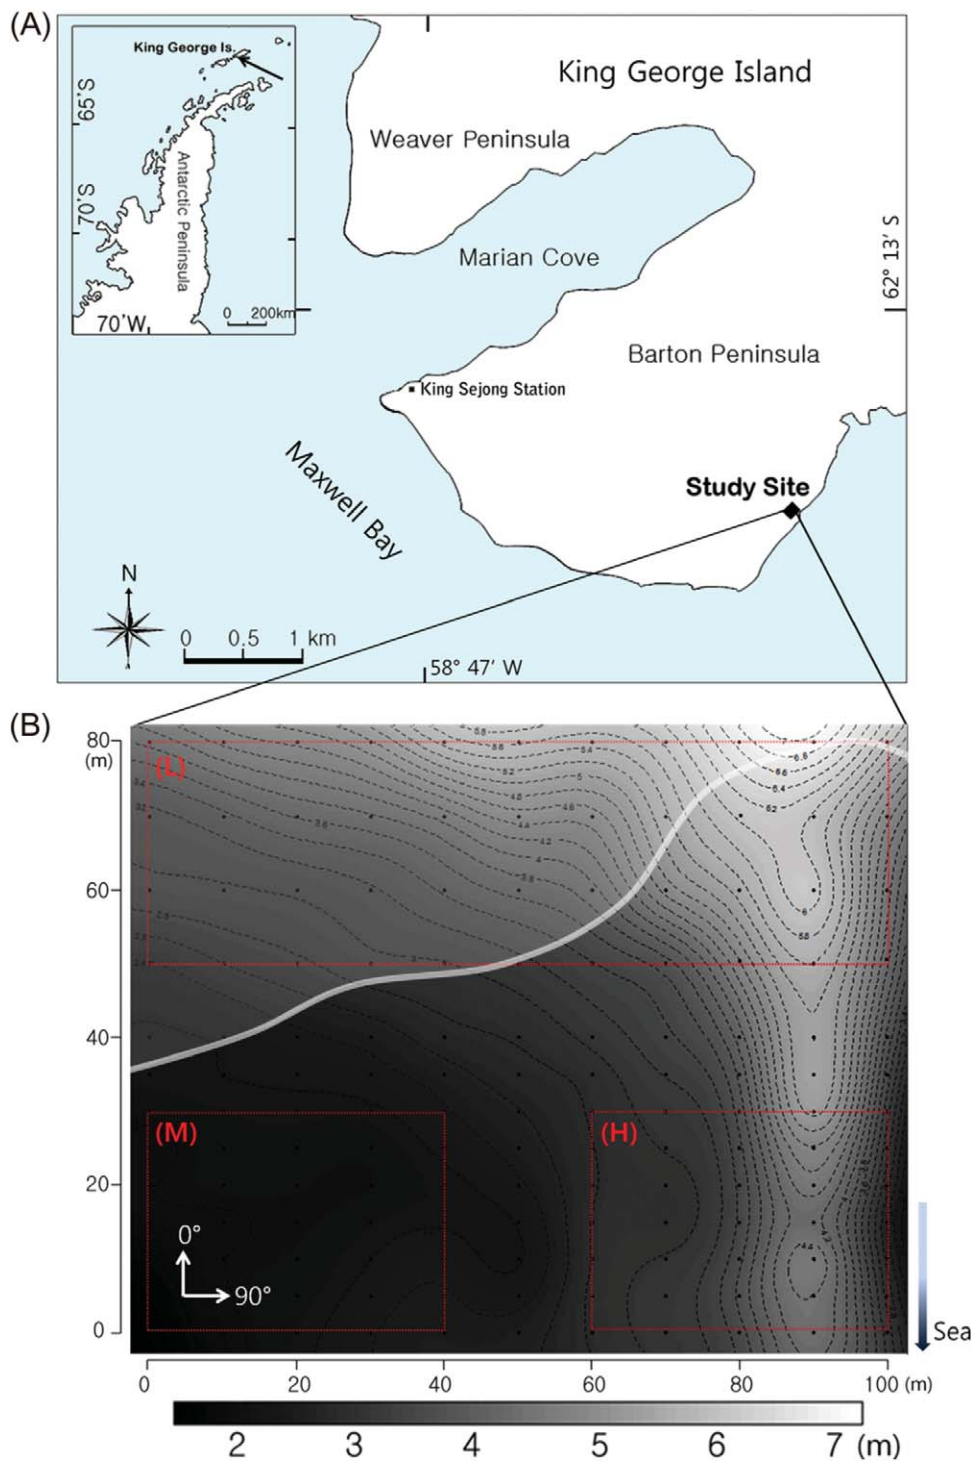 (A)
King George Is.
65°S
70°S
Antarctic Peninsula
0 200km
70°W
King George Island
Weaver Peninsula
Marian Cove
62° 13′ S
Barton Peninsula
King Sejong Station
Study Site
Maxwell Bay
N
0 0.5 1 km
58° 47′ W
(B)
80
(m)
60
40
20
0
(L)
(M)
(H)
0°
90°
Sea
0 20 40 60 80 100 (m)
2 3 4 5 6 7 (m)